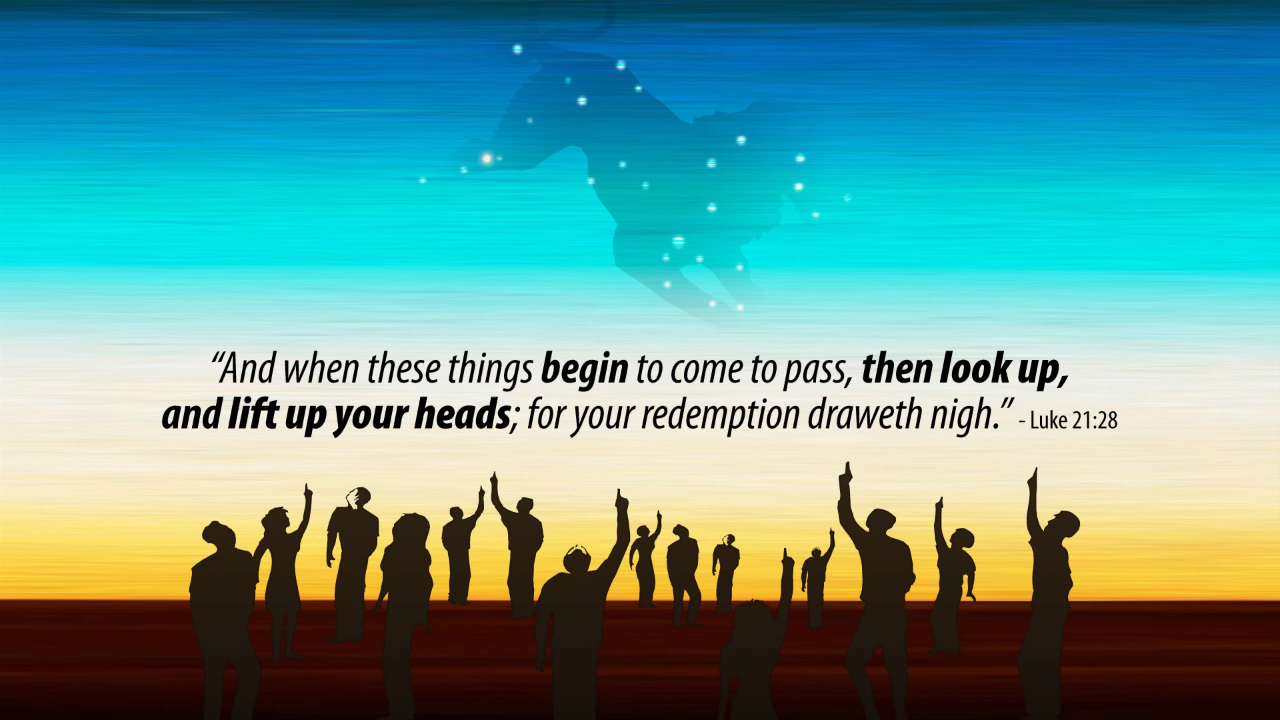 “And when these things begin to come to pass, then look up,
and lift up your heads; for your redemption draweth nigh.” - Luke 21:28